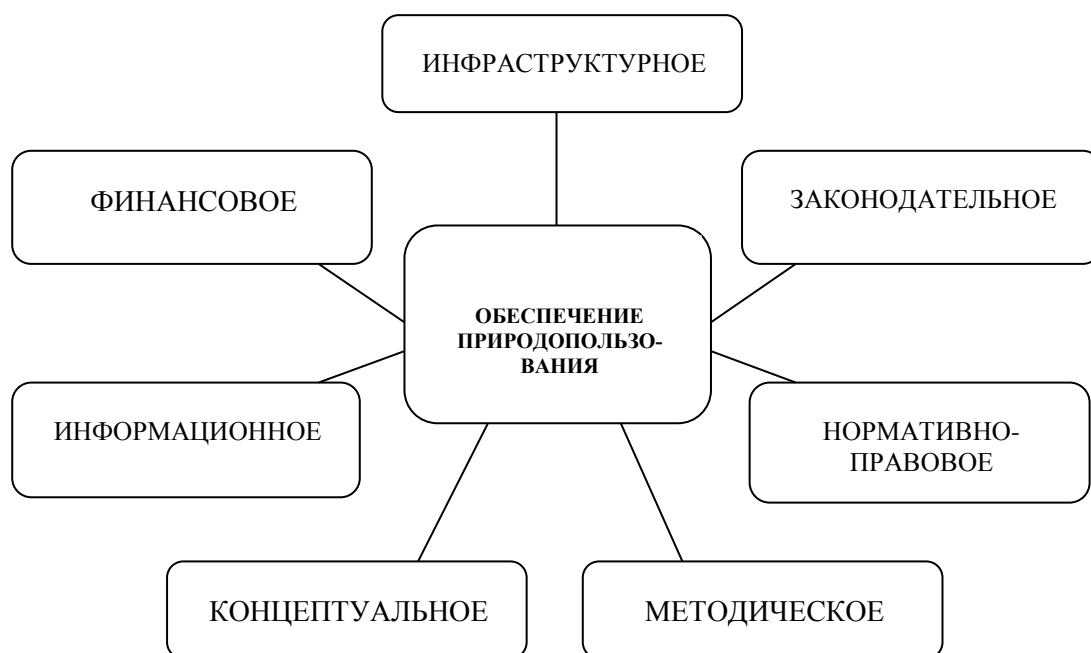 ИНФРАСТРУКТУРНОЕ
ФИНАНСОВОЕ
ЗАКОНОДАТЕЛЬНОЕ
ОБЕСПЕЧЕНИЕ
ПРИРОДОПОЛЬЗО-
ВАНИЯ
ИНФОРМАЦИОННОЕ
НОРМАТИВНО-
ПРАВОВОЕ
КОНЦЕПТУАЛЬНОЕ
МЕТОДИЧЕСКОЕ